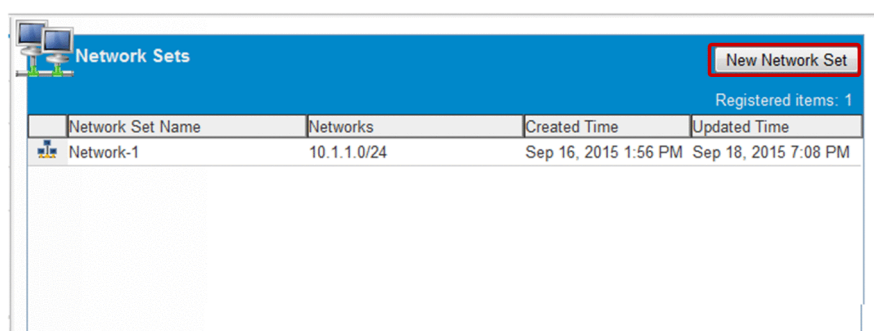 Network Sets
New Network Set
Registered items: 1
Network Set Name Networks Created Time Updated Time
Network-1 10.1.1.0/24 Sep 16, 2015 1:56 PM Sep 18, 2015 7:08 PM